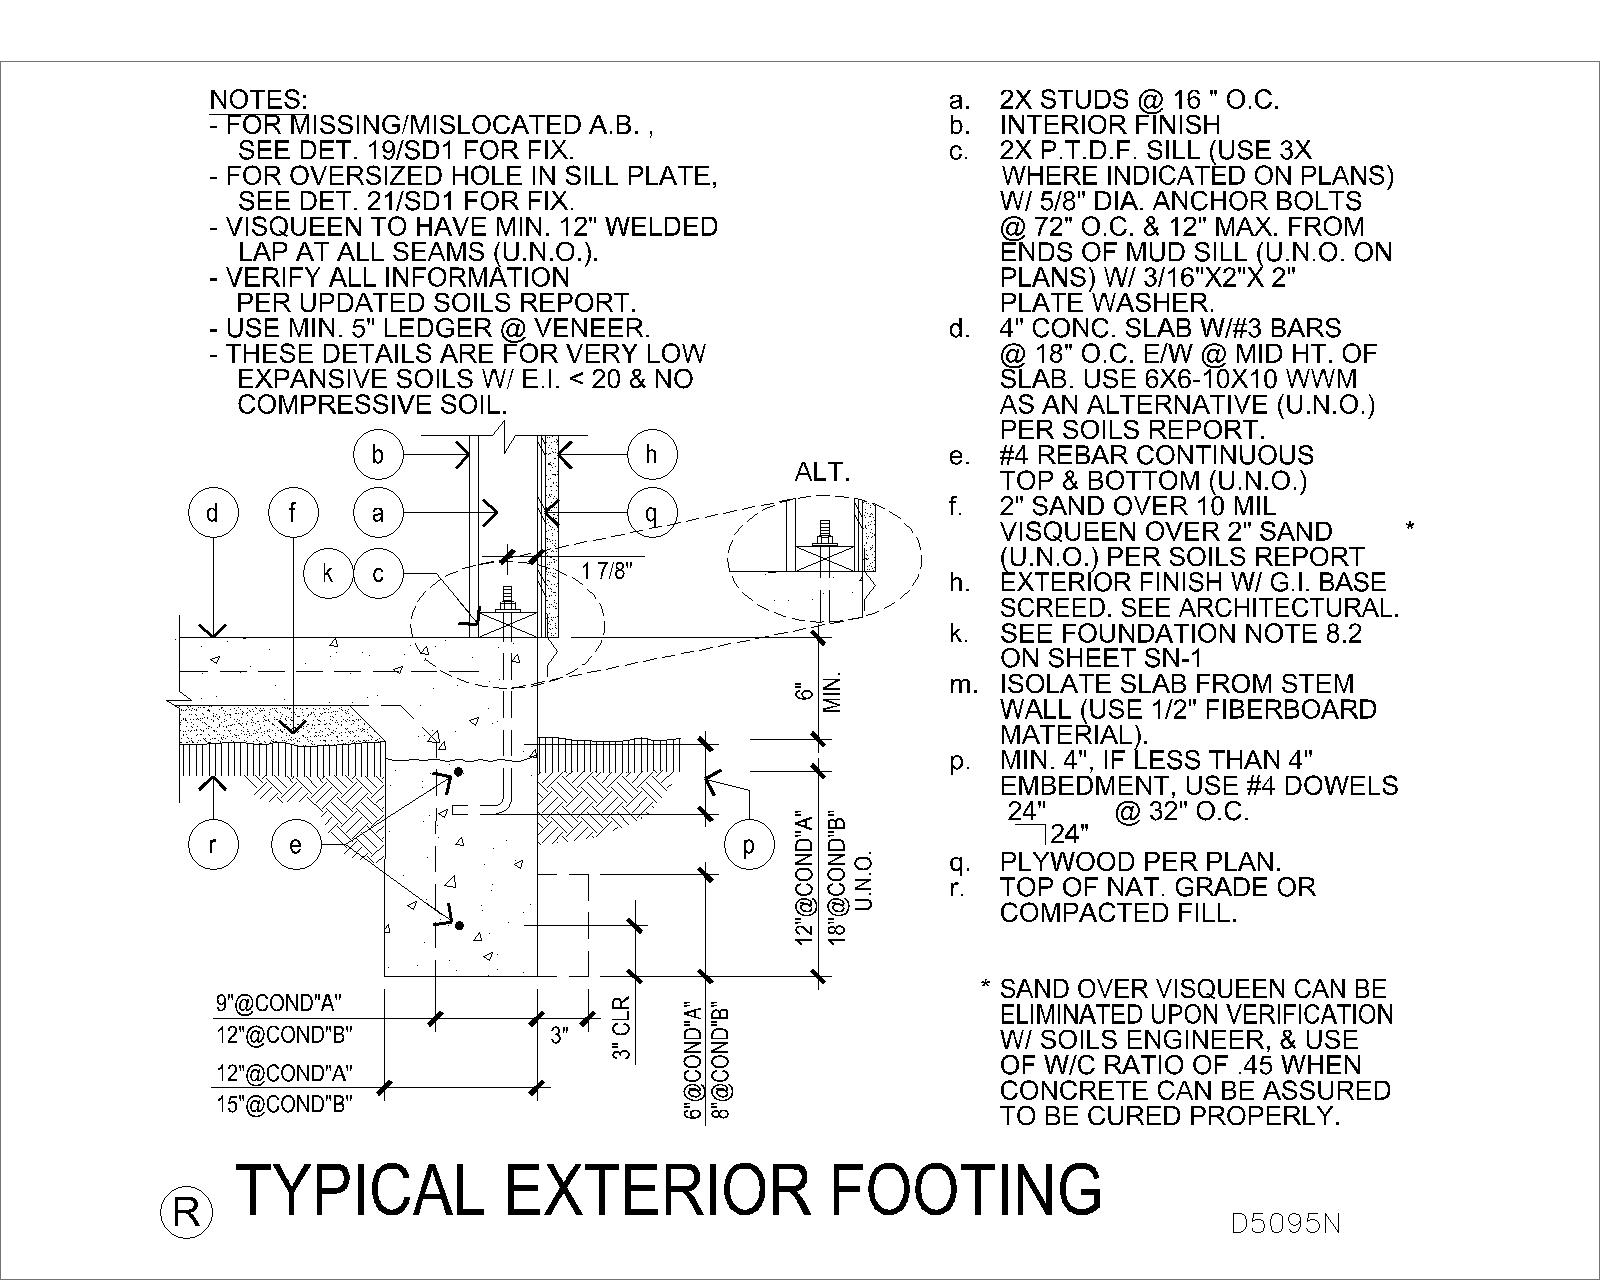 NOTES:
- FOR MISSING/MISLOCATED A.B. ,
SEE DET. 19/SD1 FOR FIX.
- FOR OVERSIZED HOLE IN SILL PLATE,
SEE DET. 21/SD1 FOR FIX.
- VISQUEEN TO HAVE MIN. 12" WELDED
LAP AT ALL SEAMS (U.N.O.).
- VERIFY ALL INFORMATION
PER UPDATED SOILS REPORT.
- USE MIN. 5" LEDGER @ VENEER.
- THESE DETAILS ARE FOR VERY LOW
EXPANSIVE SOILS W/ E.I. < 20 & NO
COMPRESSIVE SOIL.
b
h
ALT.
d
f
a
q
k
c
1 7/8"
6"
MIN.
r
e
p
12"@COND"A"
18"@COND"B"
U.N.O.
9"@COND"A"
12"@COND"B"
3"
3" CLR
6"@COND"A"
8"@COND"B"
12"@COND"A"
15"@COND"B"
a. 2X STUDS @ 16 " O.C.
b. INTERIOR FINISH
c. 2X P.T.D.F. SILL (USE 3X
WHERE INDICATED ON PLANS)
W/ 5/8" DIA. ANCHOR BOLTS
@ 72" O.C. & 12" MAX. FROM
ENDS OF MUD SILL (U.N.O. ON
PLANS) W/ 3/16"X2"X 2"
PLATE WASHER.
d. 4" CONC. SLAB W/#3 BARS
@ 18" O.C. E/W @ MID HT. OF
SLAB. USE 6X6-10X10 WWM
AS AN ALTERNATIVE (U.N.O.)
PER SOILS REPORT.
e. #4 REBAR CONTINUOUS
TOP & BOTTOM (U.N.O.)
f. 2" SAND OVER 10 MIL
VISQUEEN OVER 2" SAND *
(U.N.O.) PER SOILS REPORT
h. EXTERIOR FINISH W/ G.I. BASE
SCREED. SEE ARCHITECTURAL.
k. SEE FOUNDATION NOTE 8.2
ON SHEET SN-1
m. ISOLATE SLAB FROM STEM
WALL (USE 1/2" FIBERBOARD
MATERIAL).
p. MIN. 4", IF LESS THAN 4"
EMBEDMENT, USE #4 DOWELS
24" @ 32" O.C.
24"
q. PLYWOOD PER PLAN.
r. TOP OF NAT. GRADE OR
COMPACTED FILL.
* SAND OVER VISQUEEN CAN BE
ELIMINATED UPON VERIFICATION
W/ SOILS ENGINEER, & USE
OF W/C RATIO OF .45 WHEN
CONCRETE CAN BE ASSURED
TO BE CURED PROPERLY.
R TYPICAL EXTERIOR FOOTING
D5095N